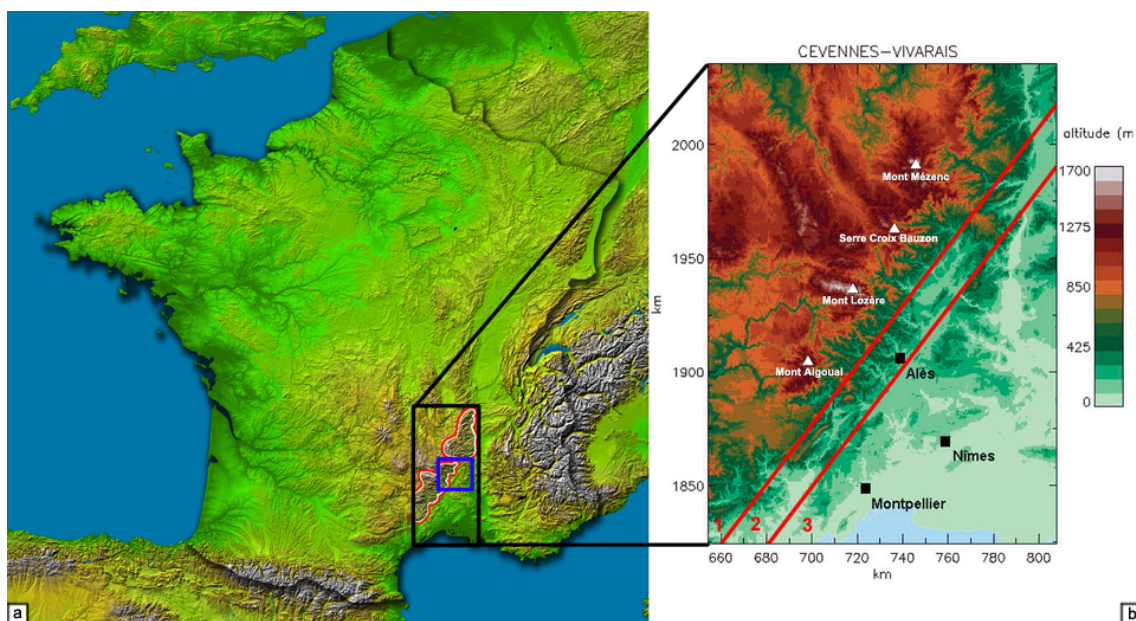 CEVENNES-VIVARAIS
altitude (m
2000
1950
1900
1850
km
Mont Mézenc
Serre Croix Bauzon
Mont Lozère
Mont Aigoual
Alès
Nîmes
Montpellier
1 2 3
1700
1275
850
425
0
660 680 700 720 740 760 780 800
km
a
b